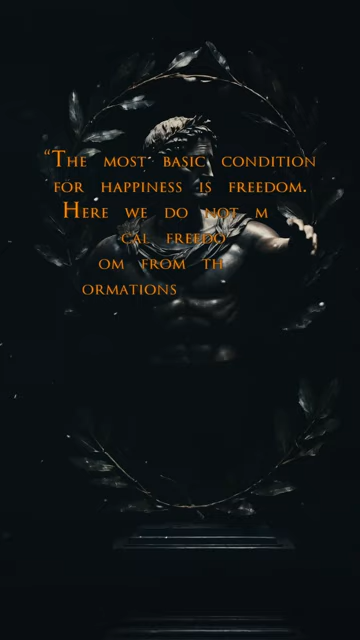 “The most basic condition
for happiness is freedom.
Here we do not m
cal freedo
om from th
ormations